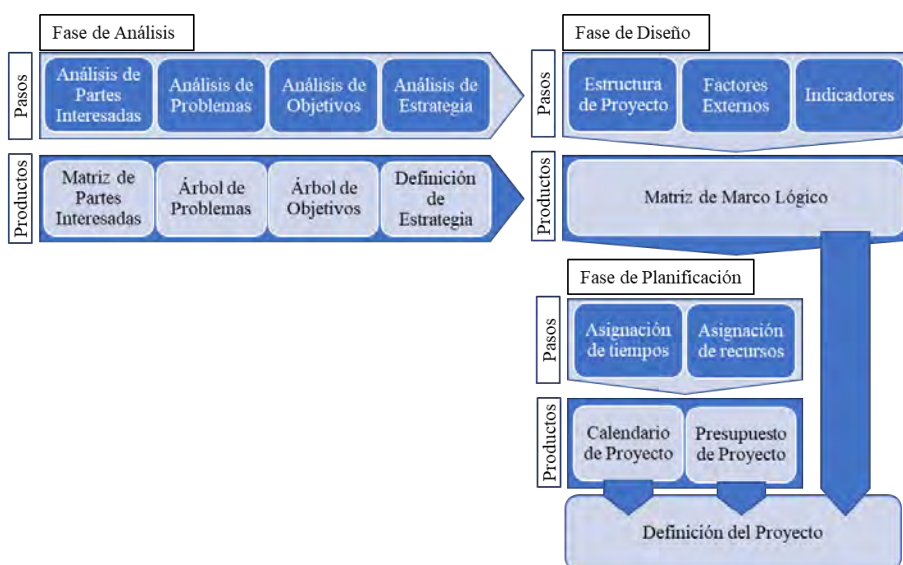 Fase de Análisis
Pasos
Análisis de
Partes
Interesadas
Análisis de
Problemas
Análisis de
Objetivos
Análisis de
Estrategia
Productos
Matriz de
Partes
Interesadas
Árbol de
Problemas
Árbol de
Objetivos
Definición
de
Estrategia
Fase de Diseño
Pasos
Estructura
de Proyecto
Factores
Externos
Indicadores
Productos
Matriz de Marco Lógico
Fase de Planificación
Pasos
Asignación
de tiempos
Asignación
de recursos
Productos
Calendario
de Proyecto
Presupuesto
de Proyecto
Definición del Proyecto